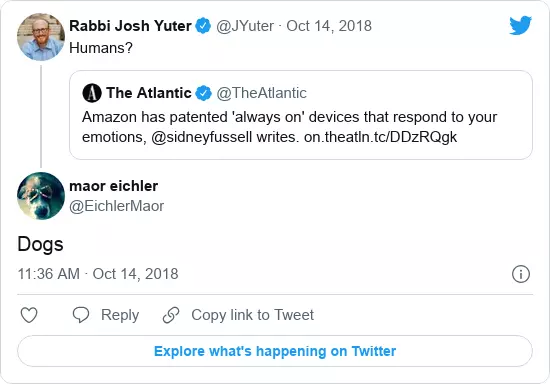 Rabbi Josh Yuter @JYuter · Oct 14, 2018
Humans?
The Atlantic @TheAtlantic
Amazon has patented 'always on' devices that respond to your
emotions, @sidneyfussell writes. on.theatln.tc/DDzRQgk
maor eichler
@EichlerMaor
Dogs
11:36 AM · Oct 14, 2018
Reply Copy link to Tweet
Explore what's happening on Twitter